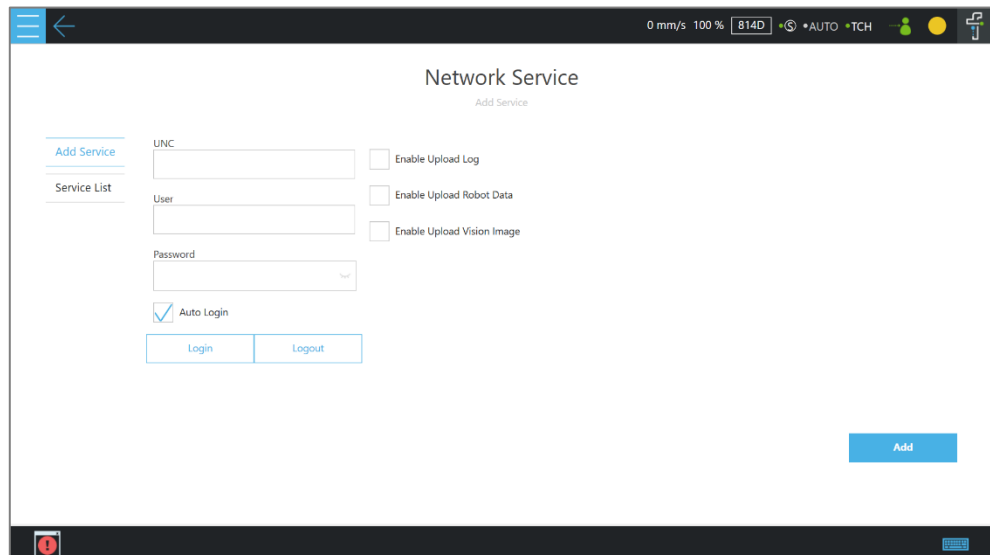 0 mm/s 100 % 814D •Ⓢ •AUTO •TCH
Network Service
Add Service
Add Service
Service List
UNC
User
Password
Auto Login
Login Logout
Enable Upload Log
Enable Upload Robot Data
Enable Upload Vision Image
Add